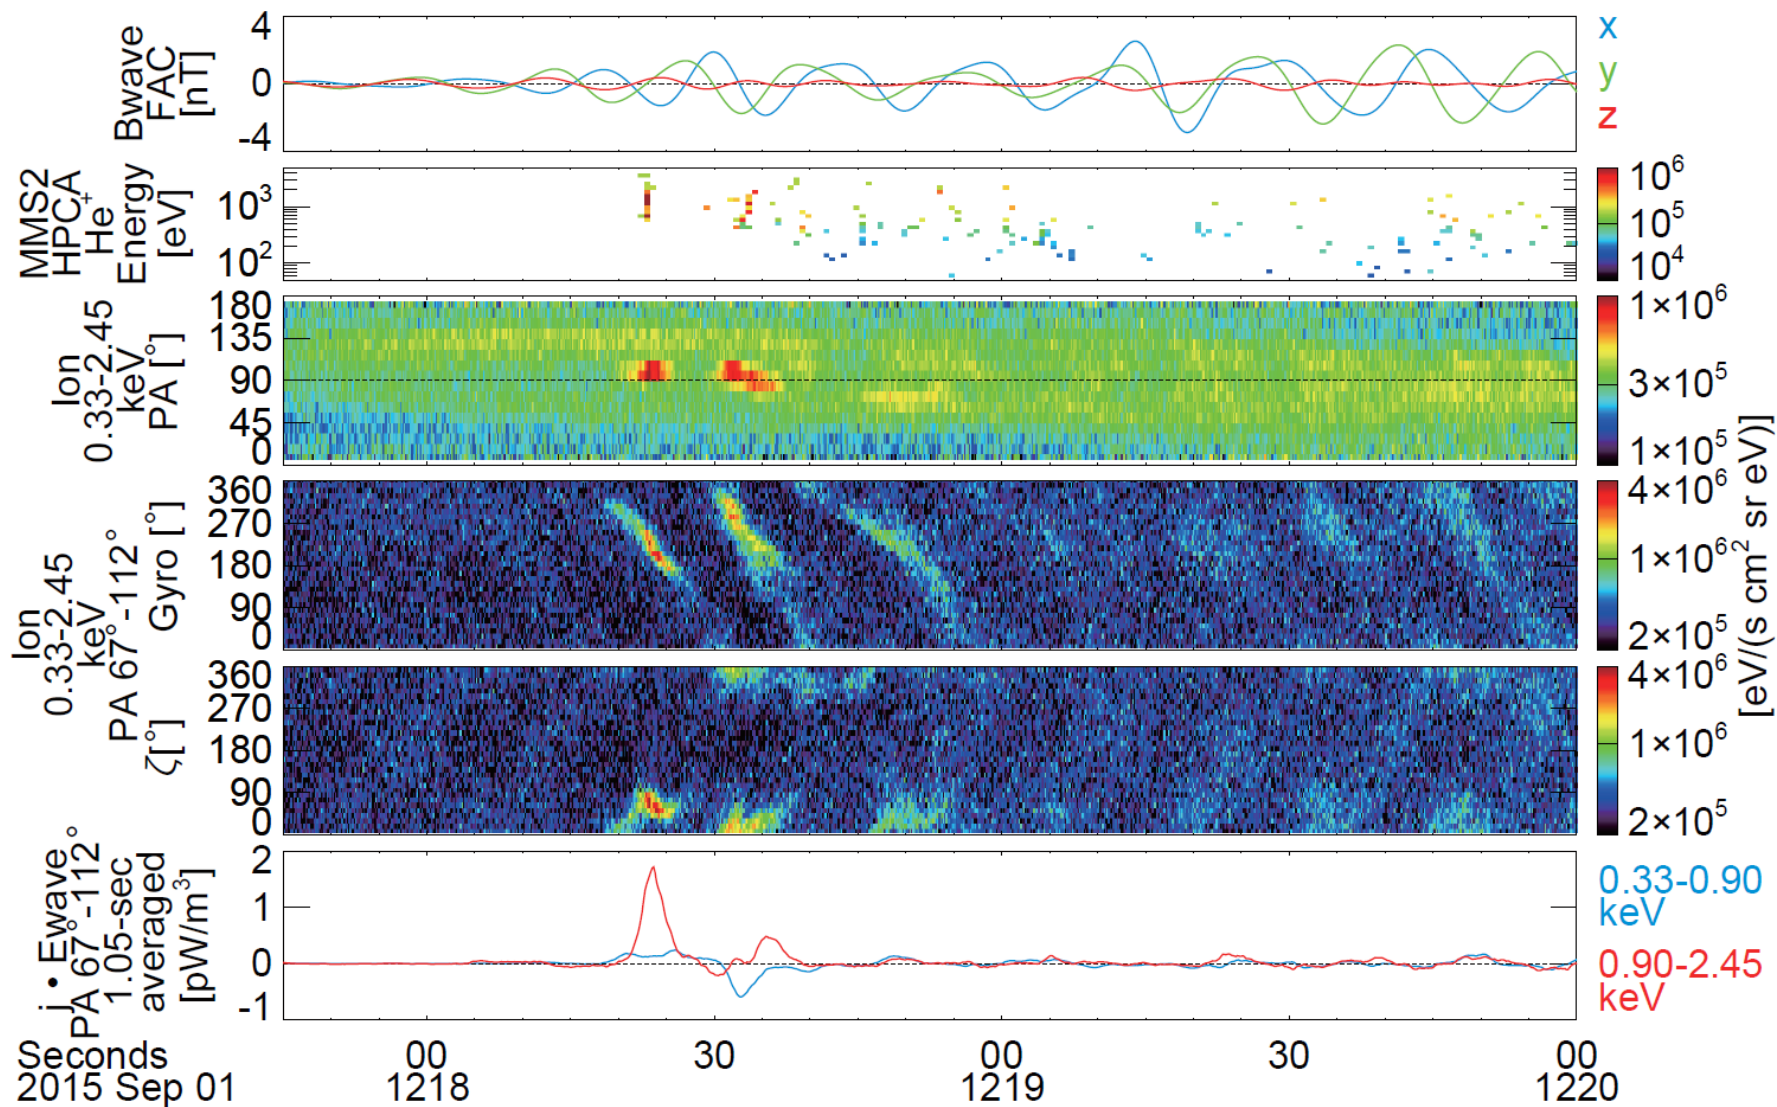 Bwave
FAC
[nT]
4
0
-4
x
y
z
MMS2
HPCA
He+
Energy
[eV]
10³
10²
10⁶
10⁵
10⁴
Ion
0.33-2.45
keV
PA [°]
180
135
90
45
0
1×10⁶
3×10⁵
1×10⁵
Ion
0.33-2.45
keV
PA 67°-112°
Gyro [°]
360
270
180
90
0
4×10⁶
1×10⁶
2×10⁵
ζ[°]
360
270
180
90
0
4×10⁶
1×10⁶
2×10⁵
[eV/(s cm² sr eV)]
j • Ewave
PA 67°-112°
1.05-sec
averaged
[pW/m³]
2
1
0
-1
0.33-0.90
keV
0.90-2.45
keV
Seconds 00 30 00 30 00
2015 Sep 01 1218 1219 1220